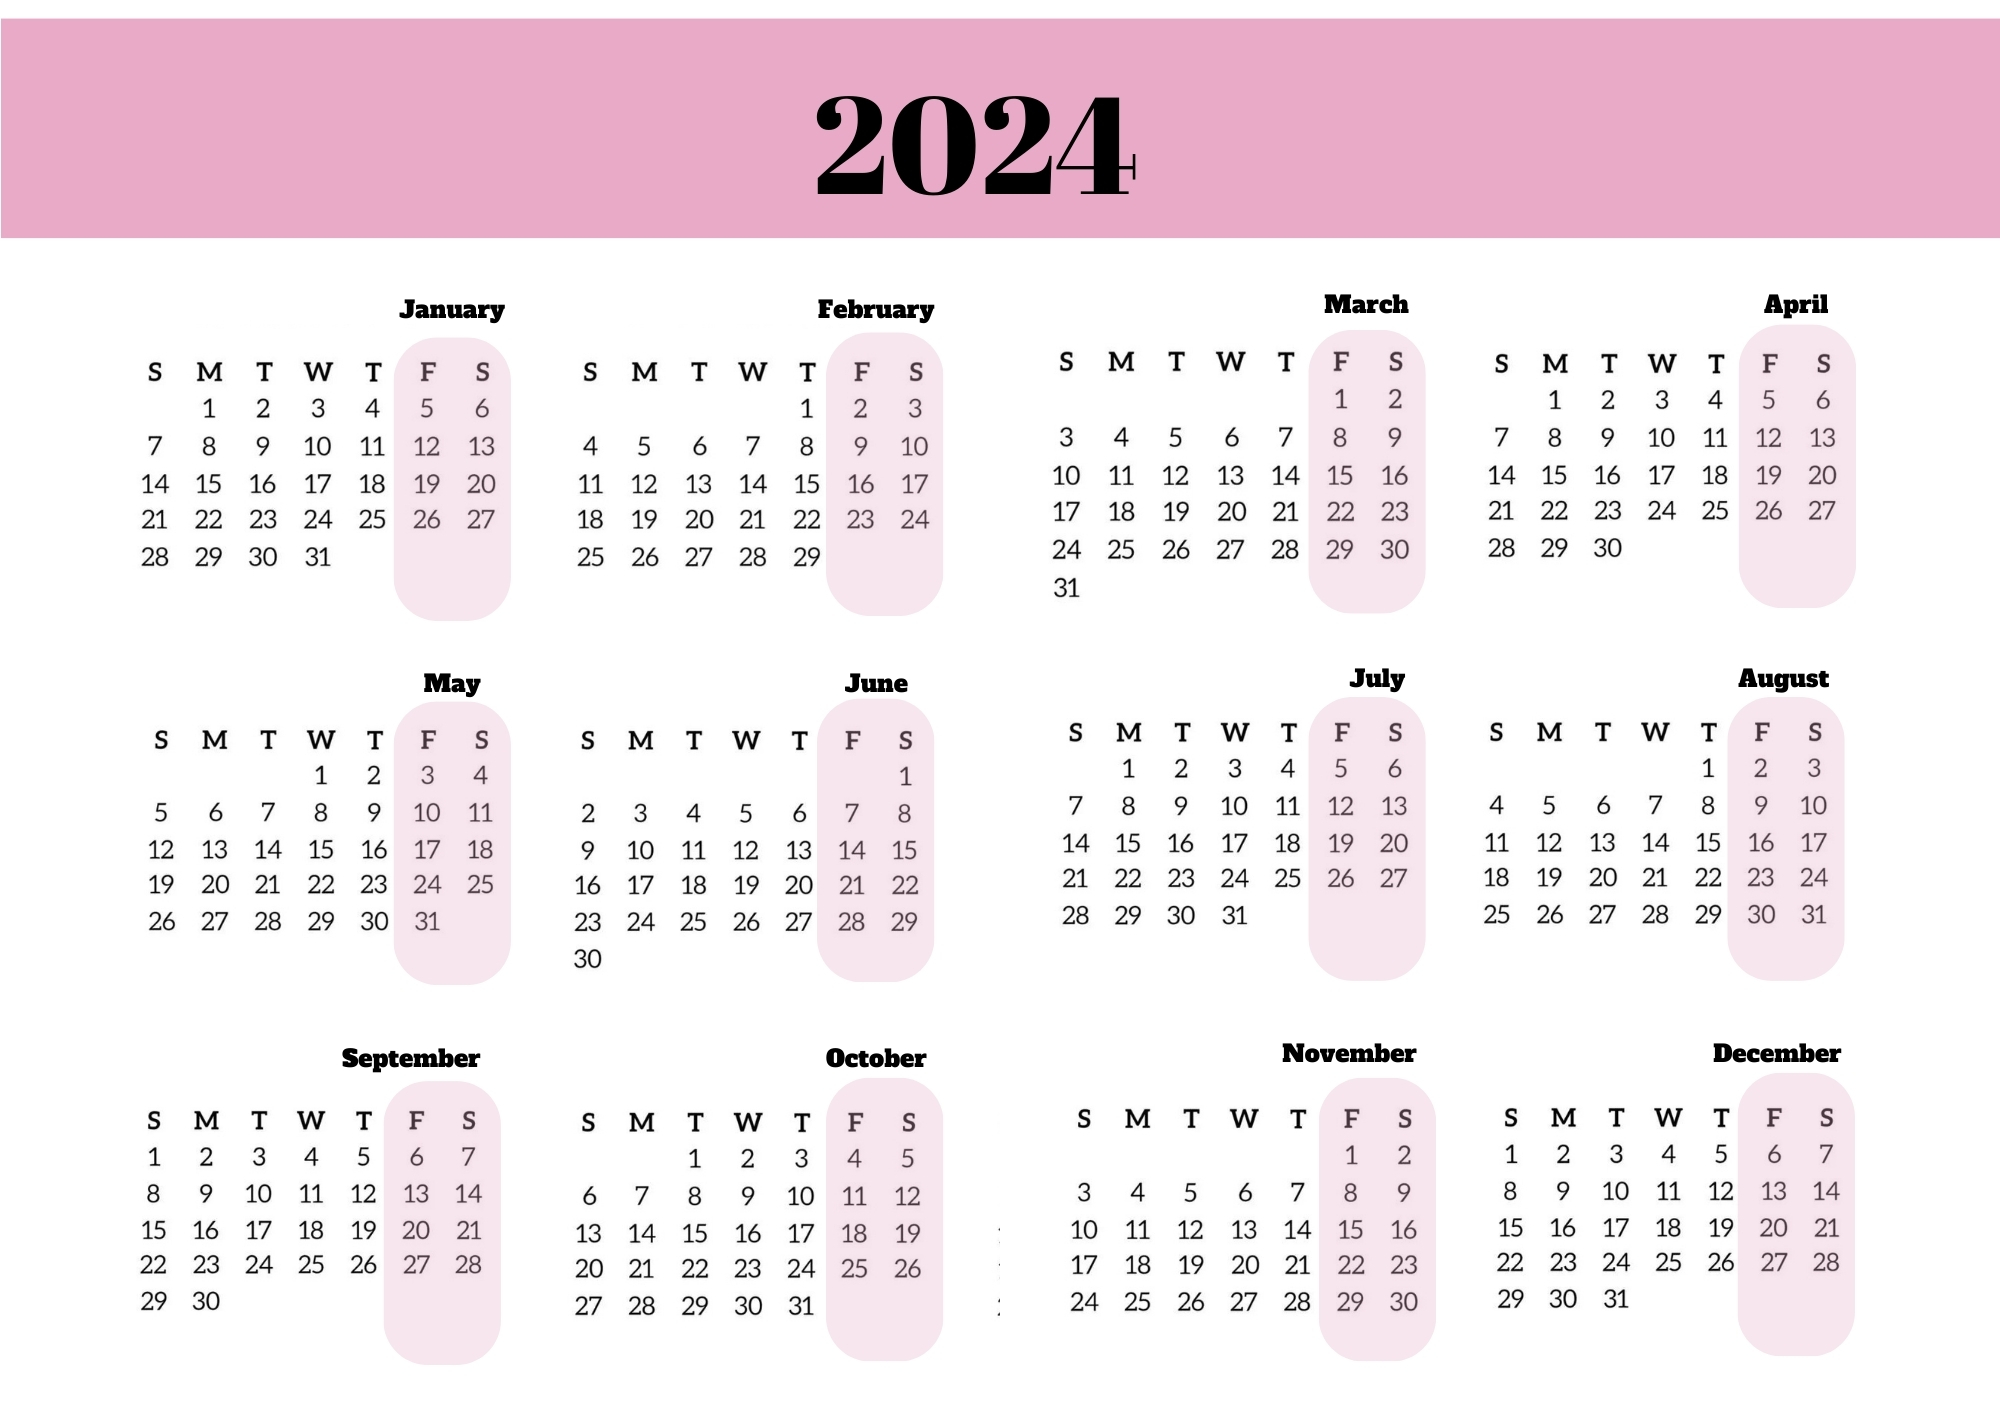 2024
January
S M T W T F S
1 2 3 4 5 6
7 8 9 10 11 12 13
14 15 16 17 18 19 20
21 22 23 24 25 26 27
28 29 30 31
February
S M T W T F S
1 2 3
4 5 6 7 8 9 10
11 12 13 14 15 16 17
18 19 20 21 22 23 24
25 26 27 28 29
March
S M T W T F S
1 2
3 4 5 6 7 8 9
10 11 12 13 14 15 16
17 18 19 20 21 22 23
24 25 26 27 28 29 30
31
April
S M T W T F S
1 2 3 4 5 6
7 8 9 10 11 12 13
14 15 16 17 18 19 20
21 22 23 24 25 26 27
28 29 30
May
S M T W T F S
1 2 3 4
5 6 7 8 9 10 11
12 13 14 15 16 17 18
19 20 21 22 23 24 25
26 27 28 29 30 31
June
S M T W T F S
1
2 3 4 5 6 7 8
9 10 11 12 13 14 15
16 17 18 19 20 21 22
23 24 25 26 27 28 29
30
July
S M T W T F S
1 2 3 4 5 6
7 8 9 10 11 12 13
14 15 16 17 18 19 20
21 22 23 24 25 26 27
28 29 30 31
August
S M T W T F S
1 2 3
4 5 6 7 8 9 10
11 12 13 14 15 16 17
18 19 20 21 22 23 24
25 26 27 28 29 30 31
September
S M T W T F S
1 2 3 4 5 6 7
8 9 10 11 12 13 14
15 16 17 18 19 20 21
22 23 24 25 26 27 28
29 30
October
S M T W T F S
1 2 3 4 5
6 7 8 9 10 11 12
13 14 15 16 17 18 19
20 21 22 23 24 25 26
27 28 29 30 31
November
S M T W T F S
1 2
3 4 5 6 7 8 9
10 11 12 13 14 15 16
17 18 19 20 21 22 23
24 25 26 27 28 29 30
December
S M T W T F S
1 2 3 4 5 6 7
8 9 10 11 12 13 14
15 16 17 18 19 20 21
22 23 24 25 26 27 28
29 30 31